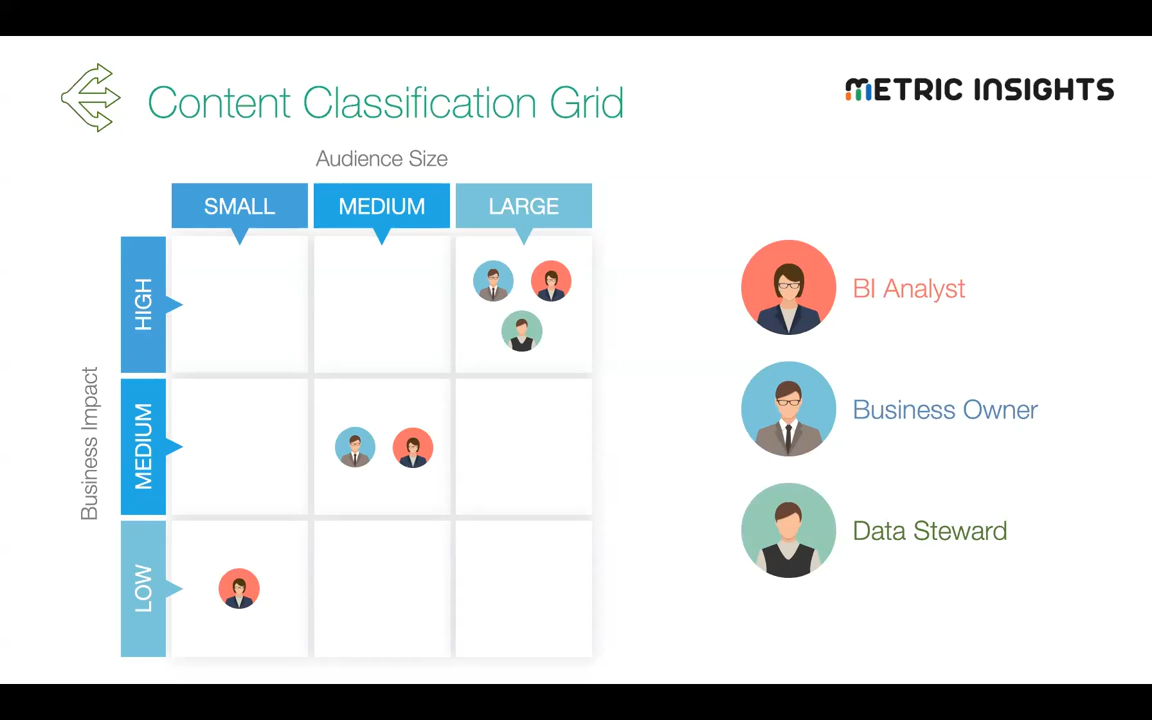 Content Classification Grid
METRIC INSIGHTS
Audience Size
SMALL
MEDIUM
LARGE
Business Impact
HIGH
MEDIUM
LOW
BI Analyst
Business Owner
Data Steward